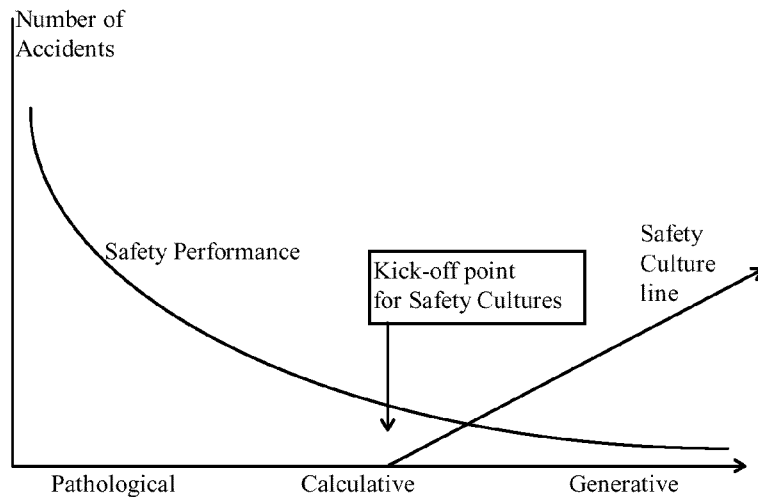 Number of
Accidents
Safety Performance
Kick-off point
for Safety Cultures
Safety
Culture
line
Pathological
Calculative
Generative